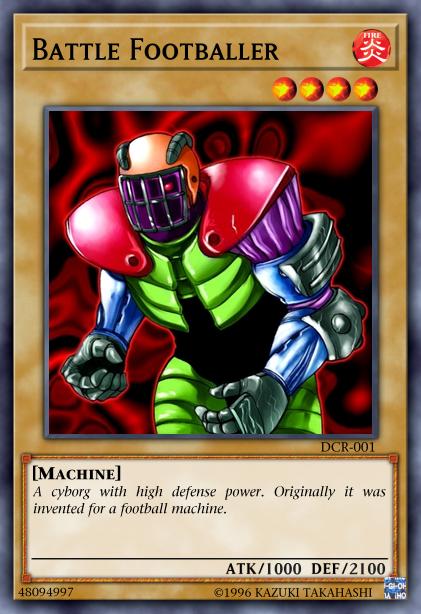 Battle Footballer
FIRE
炎
DCR-001
[Machine]
A cyborg with high defense power. Originally it was
invented for a football machine.
ATK/1000 DEF/2100
48094997
©1996 KAZUKI TAKAHASHI